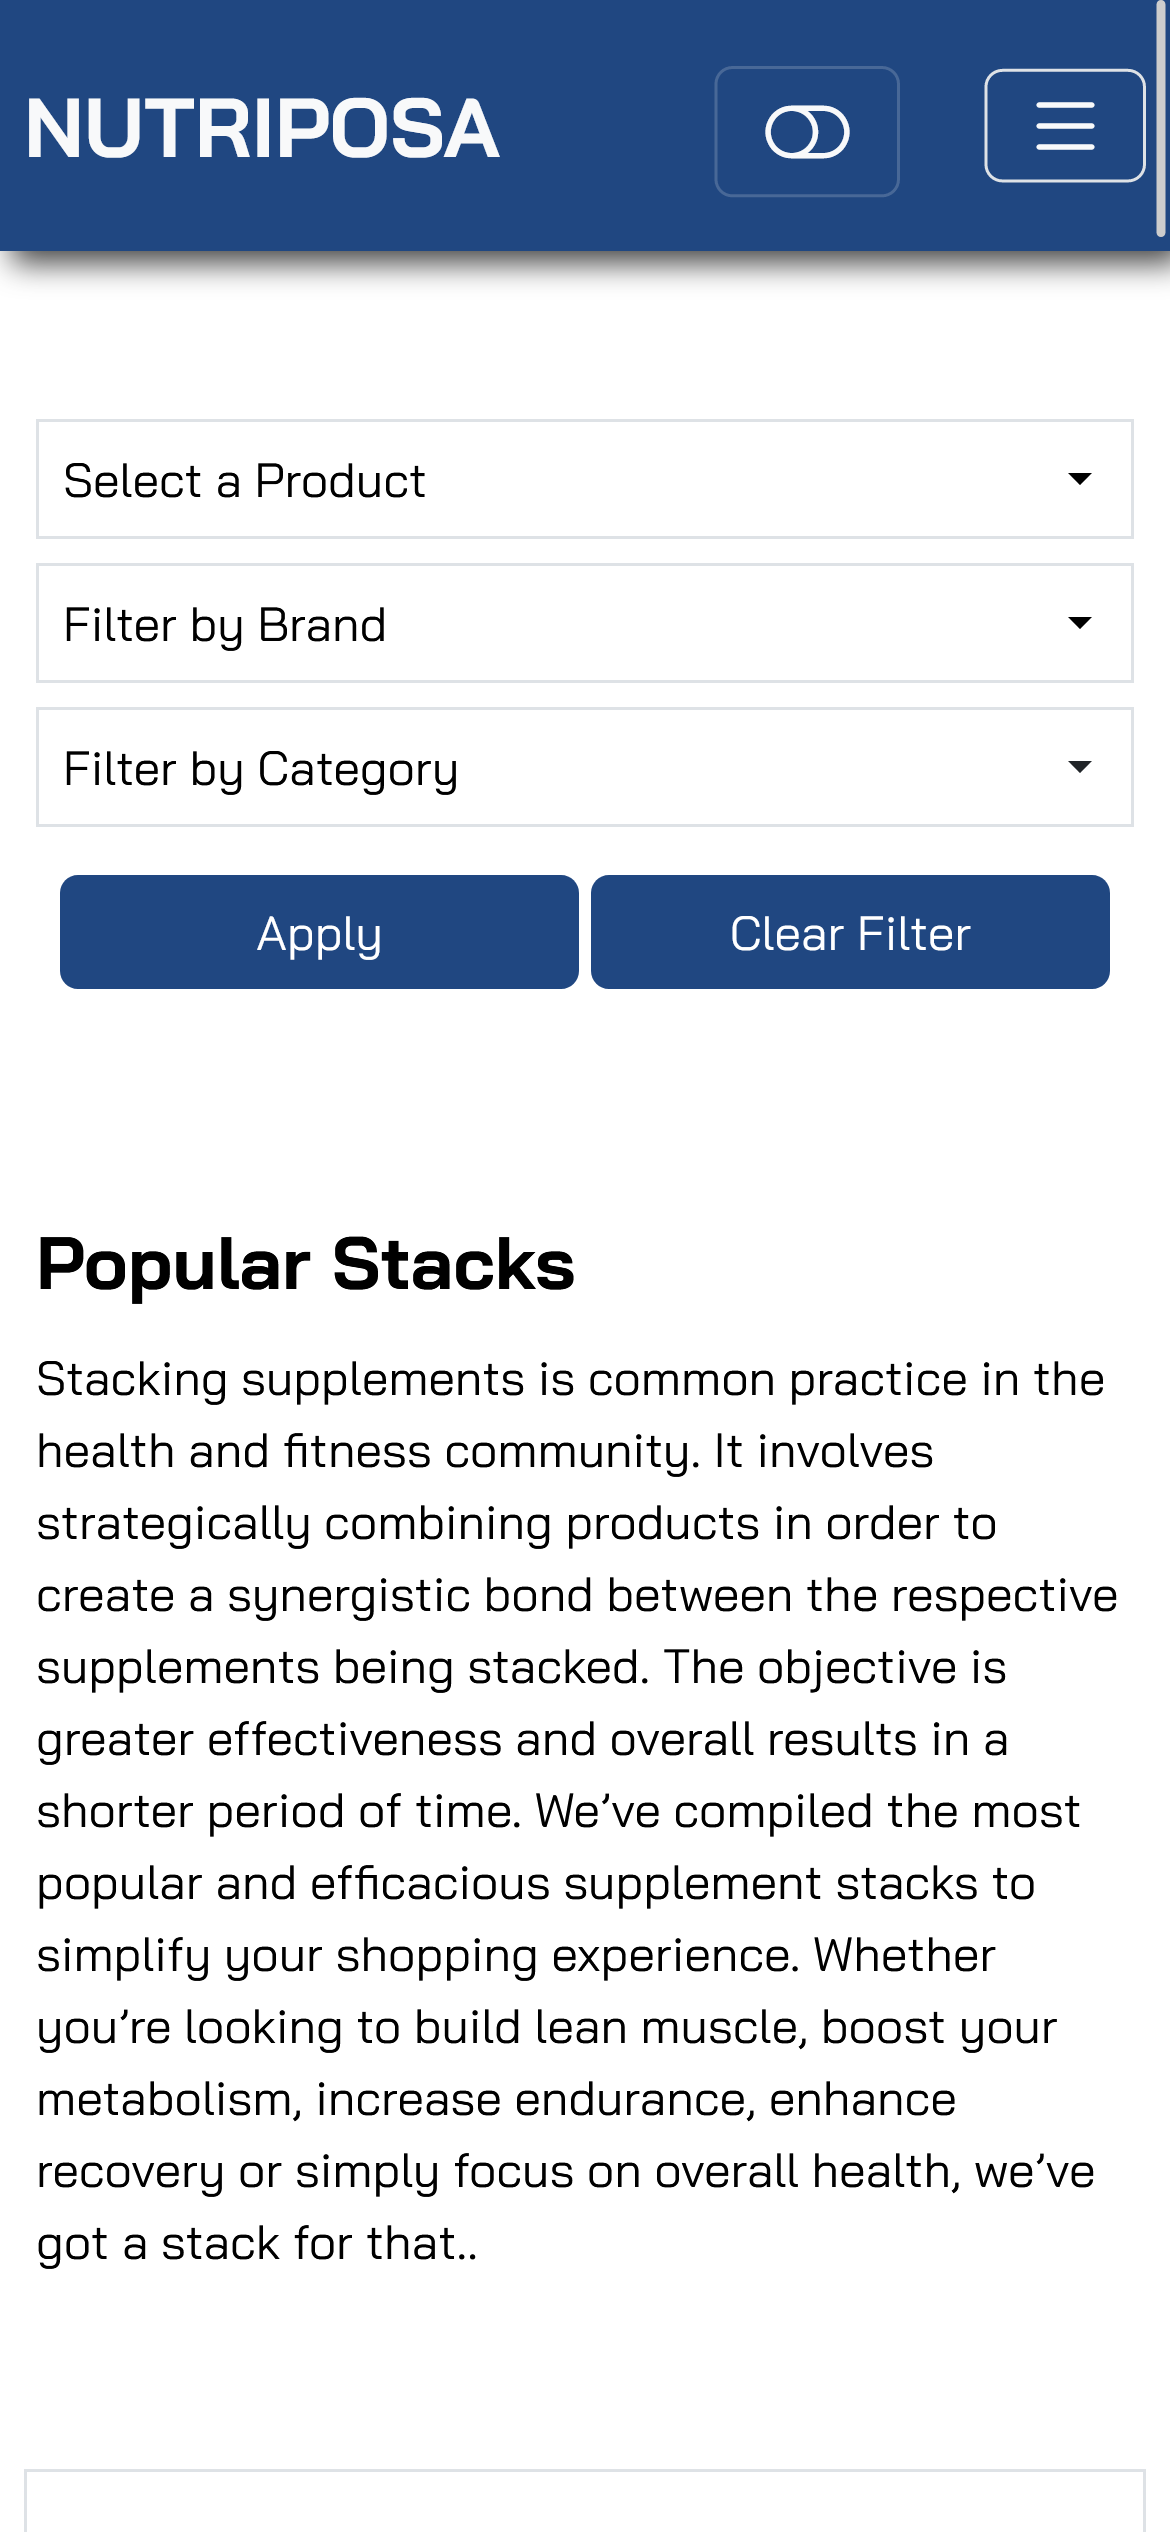 NUTRIPOSA
Select a Product
Filter by Brand
Filter by Category
Apply
Clear Filter
Popular Stacks
Stacking supplements is common practice in the
health and fitness community. It involves
strategically combining products in order to
create a synergistic bond between the respective
supplements being stacked. The objective is
greater effectiveness and overall results in a
shorter period of time. We’ve compiled the most
popular and efficacious supplement stacks to
simplify your shopping experience. Whether
you’re looking to build lean muscle, boost your
metabolism, increase endurance, enhance
recovery or simply focus on overall health, we’ve
got a stack for that..